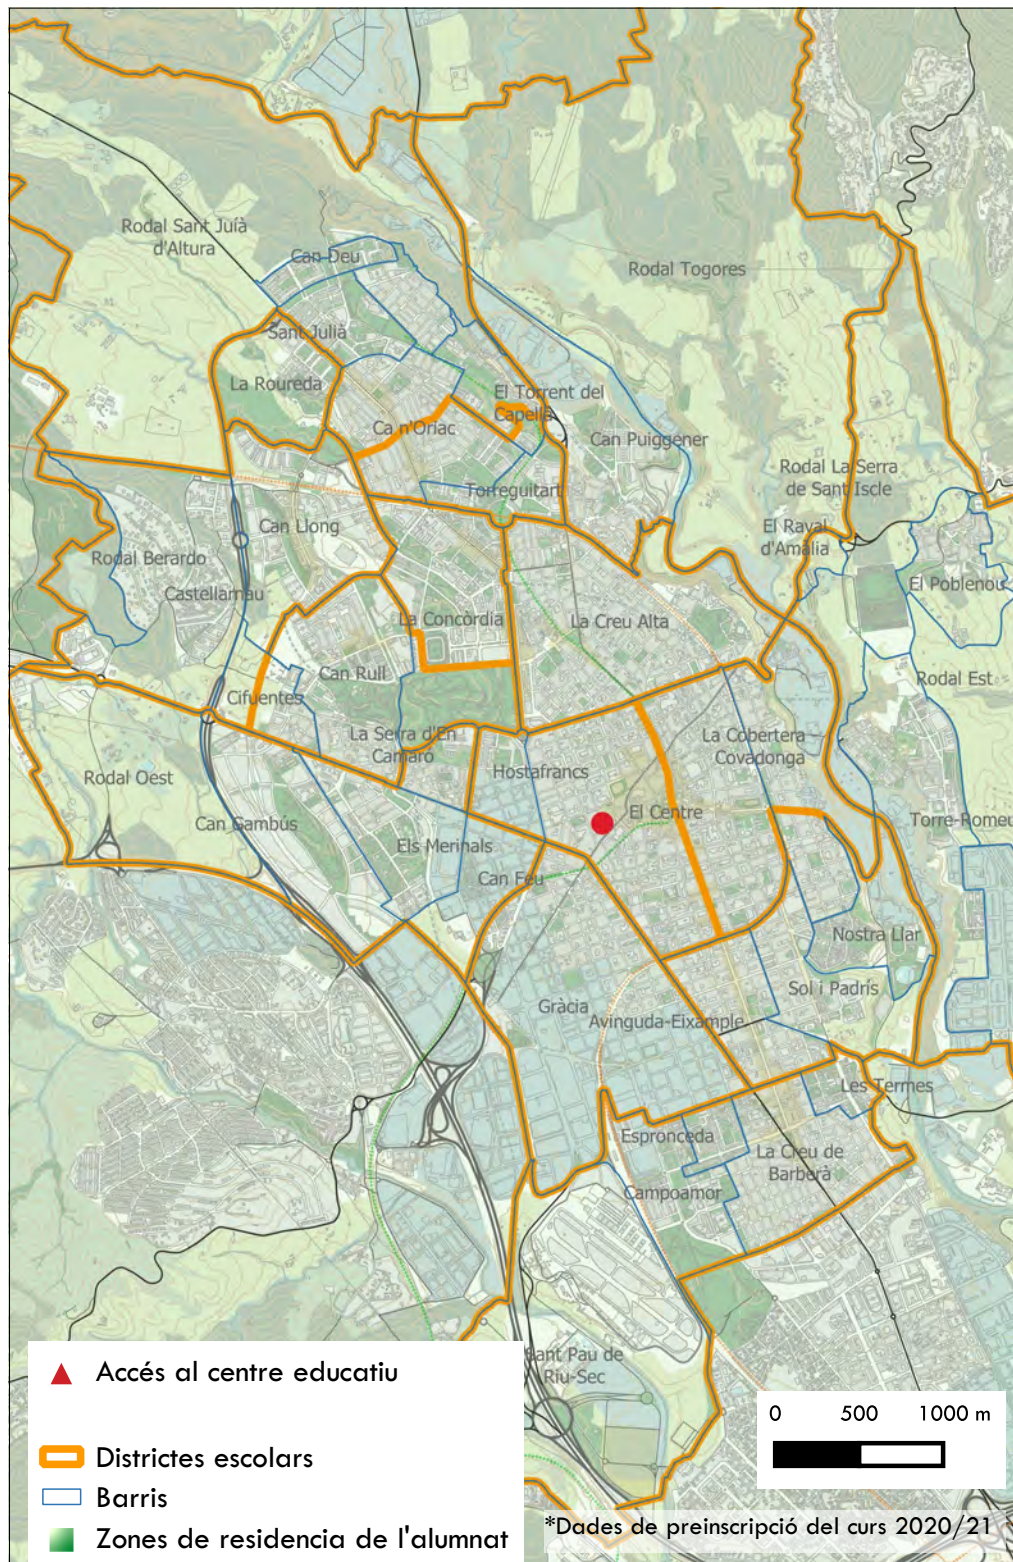 Rodal Sant Juíà
d'Altura
Can Deu
Rodal Togores
Sant Julià
La Roureda
El Torrent del
Capellà
Ca n'Oriac
Can Puiggener
Rodal La Serra
de Sant Iscle
Torreguitart
Can Llong
El Raval
d'Amàlia
Rodal Berardo
El Poblenou
Castellarnau
La Concòrdia
La Creu Alta
Can Rull
Rodal Est
Cifuentes
La Serra d'En
Camaró
La Cobertera
Covadonga
Rodal Oest
Hostafrancs
El Centre
Can Gambús
Torre-Romeu
Els Merinals
Can Feu
Nostra Llar
Sol i Padrís
Gràcia
Avinguda-Eixample
Les Termes
Espronceda
La Creu de
Barberà
Campoamor
Sant Pau de
Riu-Sec
Accés al centre educatiu
Districtes escolars
Barris
Zones de residencia de l'alumnat
0 500 1000 m
*Dades de preinscripció del curs 2020/21